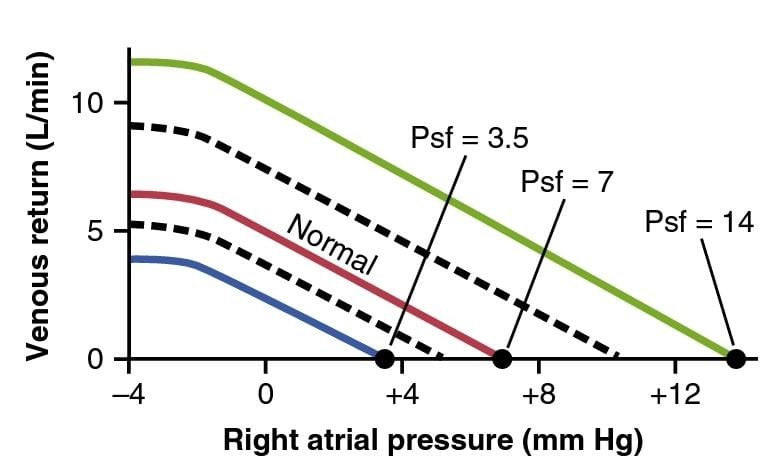 Venous return (L/min)
10
5
0
Psf = 3.5
Psf = 7
Psf = 14
Normal
–4
0
+4
+8
+12
Right atrial pressure (mm Hg)